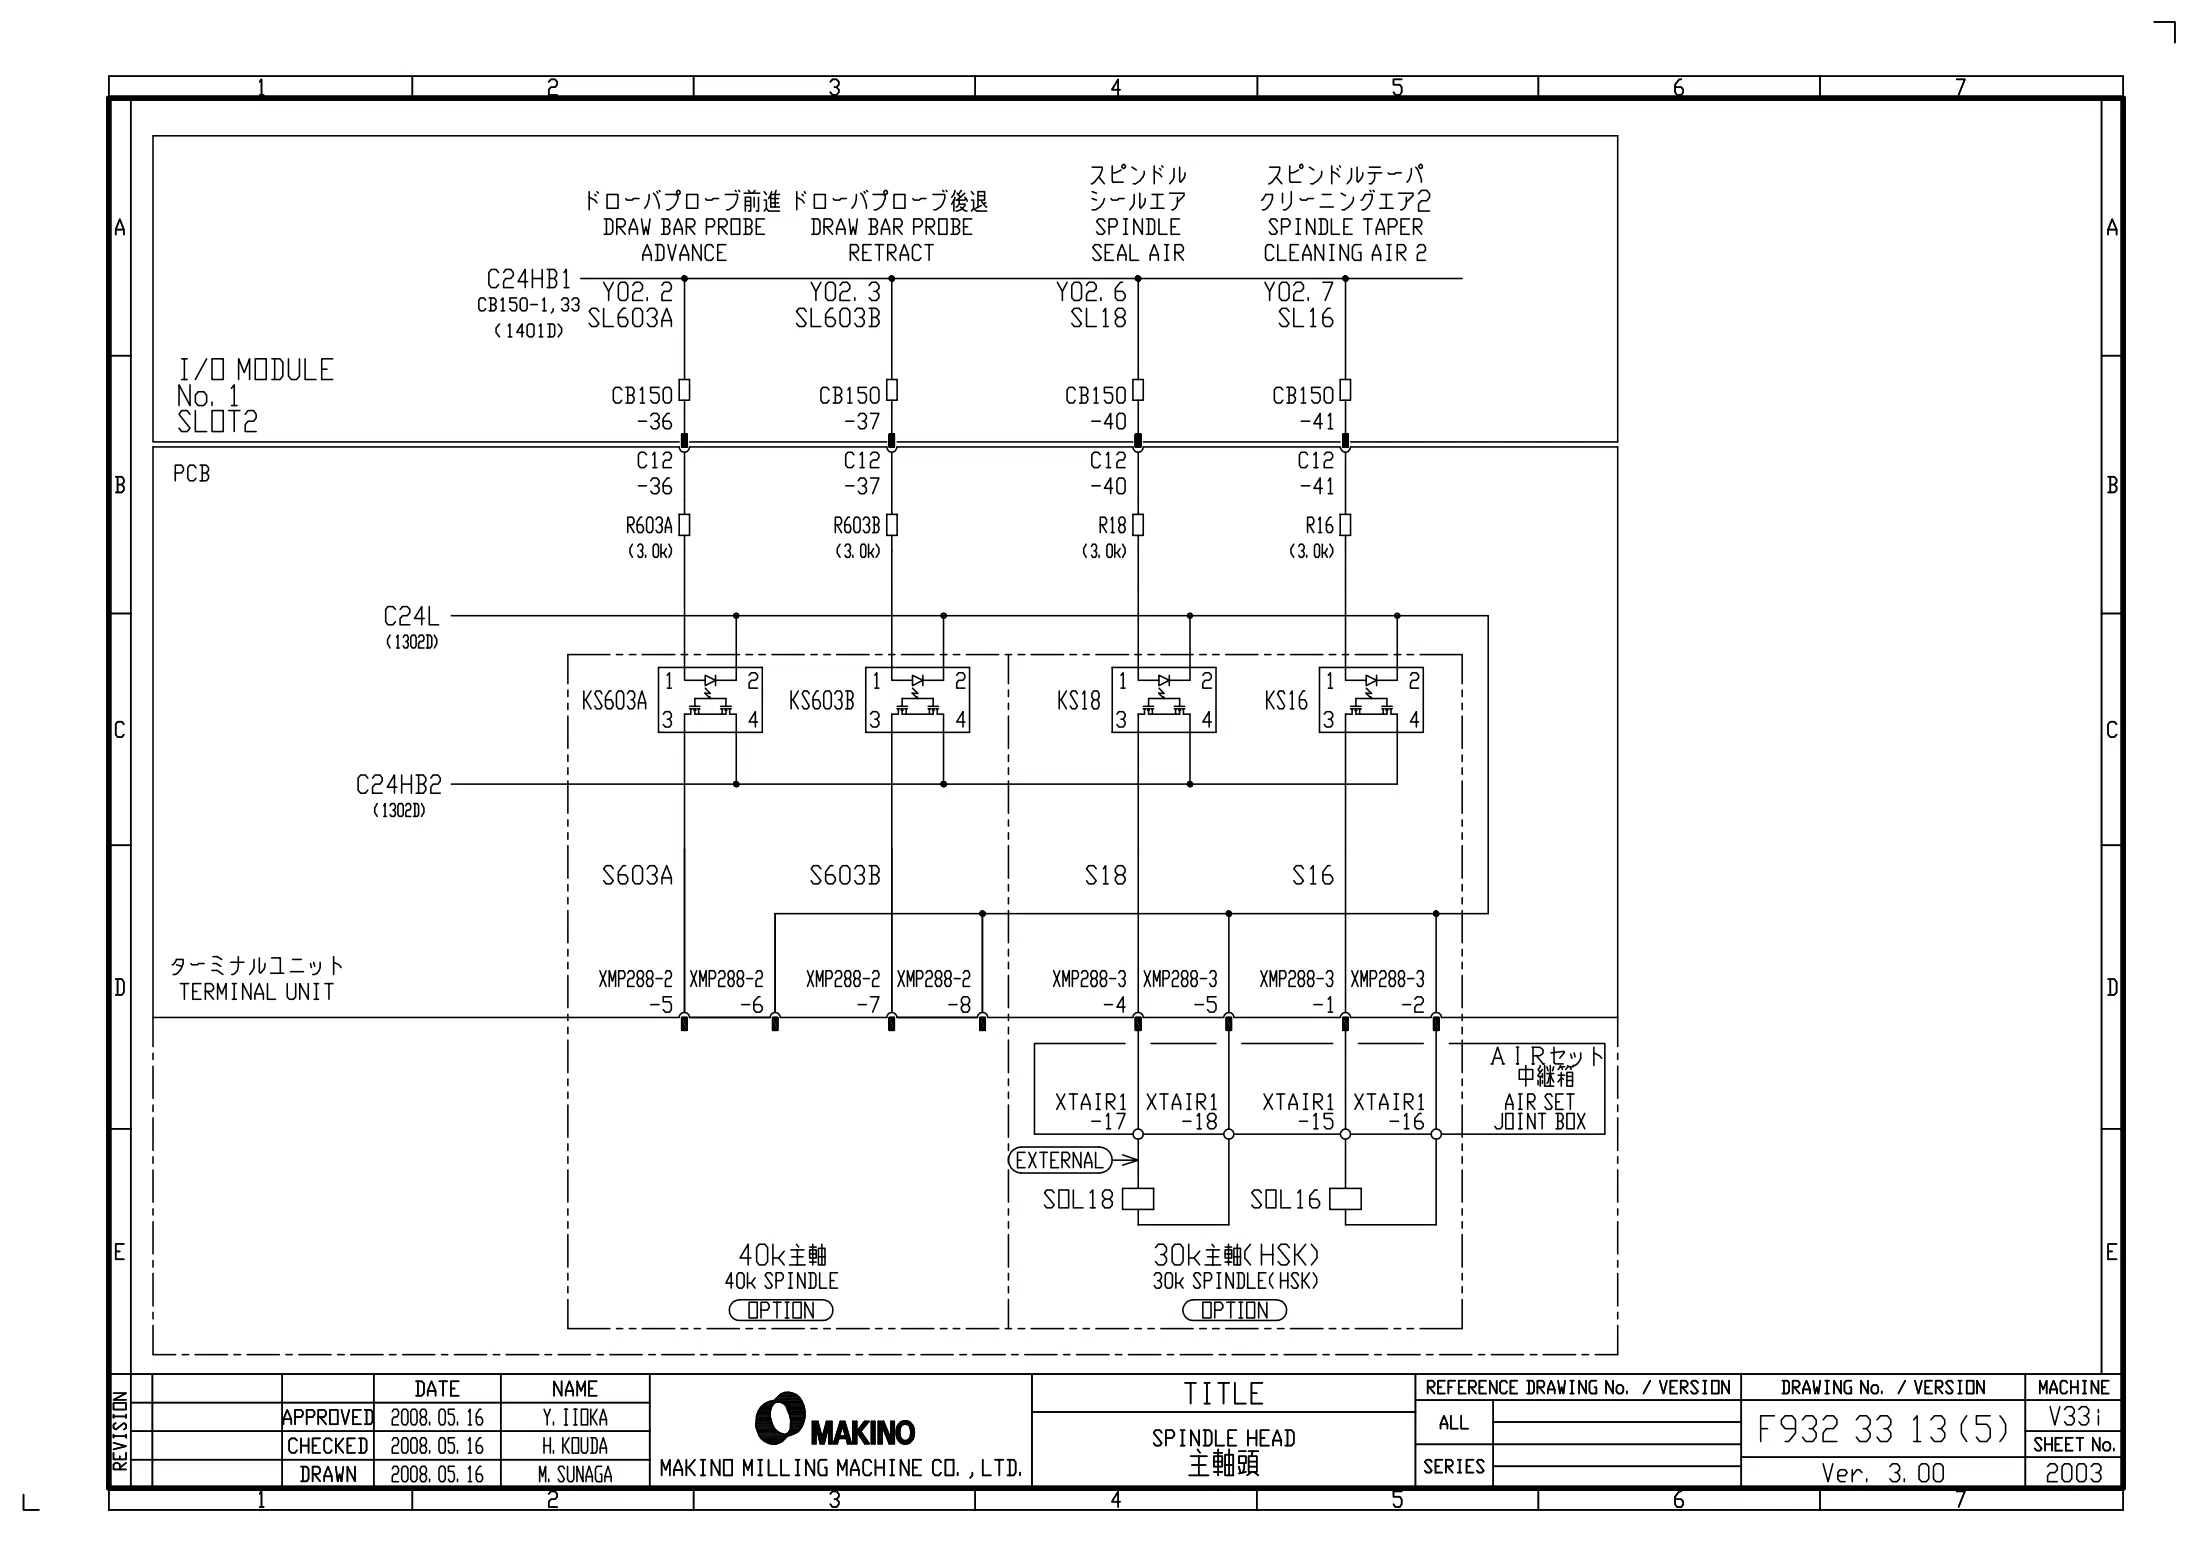 1 2 3 4 5 6 7
A A
B B
C C
D D
E E
ドローバプローブ前進
DRAW BAR PROBE
ADVANCE
ドローバプローブ後退
DRAW BAR PROBE
RETRACT
スピンドル
シールエア
SPINDLE
SEAL AIR
スピンドルテーパ
クリーニングエア2
SPINDLE TAPER
CLEANING AIR 2
C24HB1
CB150-1,33
(1401D)
Y02.2
SL603A
Y02.3
SL603B
Y02.6
SL18
Y02.7
SL16
I/O MODULE
No. 1
SLOT2
CB150
-36
CB150
-37
CB150
-40
CB150
-41
PCB
C12
-36
C12
-37
C12
-40
C12
-41
R603A
(3.0k)
R603B
(3.0k)
R18
(3.0k)
R16
(3.0k)
C24L
(1302D)
KS603A
1 2
3 4
KS603B
1 2
3 4
KS18
1 2
3 4
KS16
1 2
3 4
C24HB2
(1302D)
S603A
S603B
S18
S16
ターミナルユニット
TERMINAL UNIT
XMP288-2
-5
XMP288-2
-6
XMP288-2
-7
XMP288-2
-8
XMP288-3
-4
XMP288-3
-5
XMP288-3
-1
XMP288-3
-2
AIRセット
中継箱
AIR SET
JOINT BOX
XTAIR1
-17
XTAIR1
-18
XTAIR1
-15
XTAIR1
-16
EXTERNAL
SOL18
SOL16
40k主軸
40k SPINDLE
OPTION
30k主軸(HSK)
30k SPINDLE(HSK)
OPTION
REVISION
DATE NAME
APPROVED 2008.05.16 Y. IIOKA
CHECKED 2008.05.16 H. KOUDA
DRAWN 2008.05.16 M. SUNAGA
MAKINO
MAKINO MILLING MACHINE CO.,LTD.
TITLE
SPINDLE HEAD
主軸頭
REFERENCE DRAWING No. / VERSION
ALL
SERIES
DRAWING No. / VERSION
F932 33 13(5)
Ver. 3.00
MACHINE
V33i
SHEET No.
2003
1 2 3 4 5 6 7